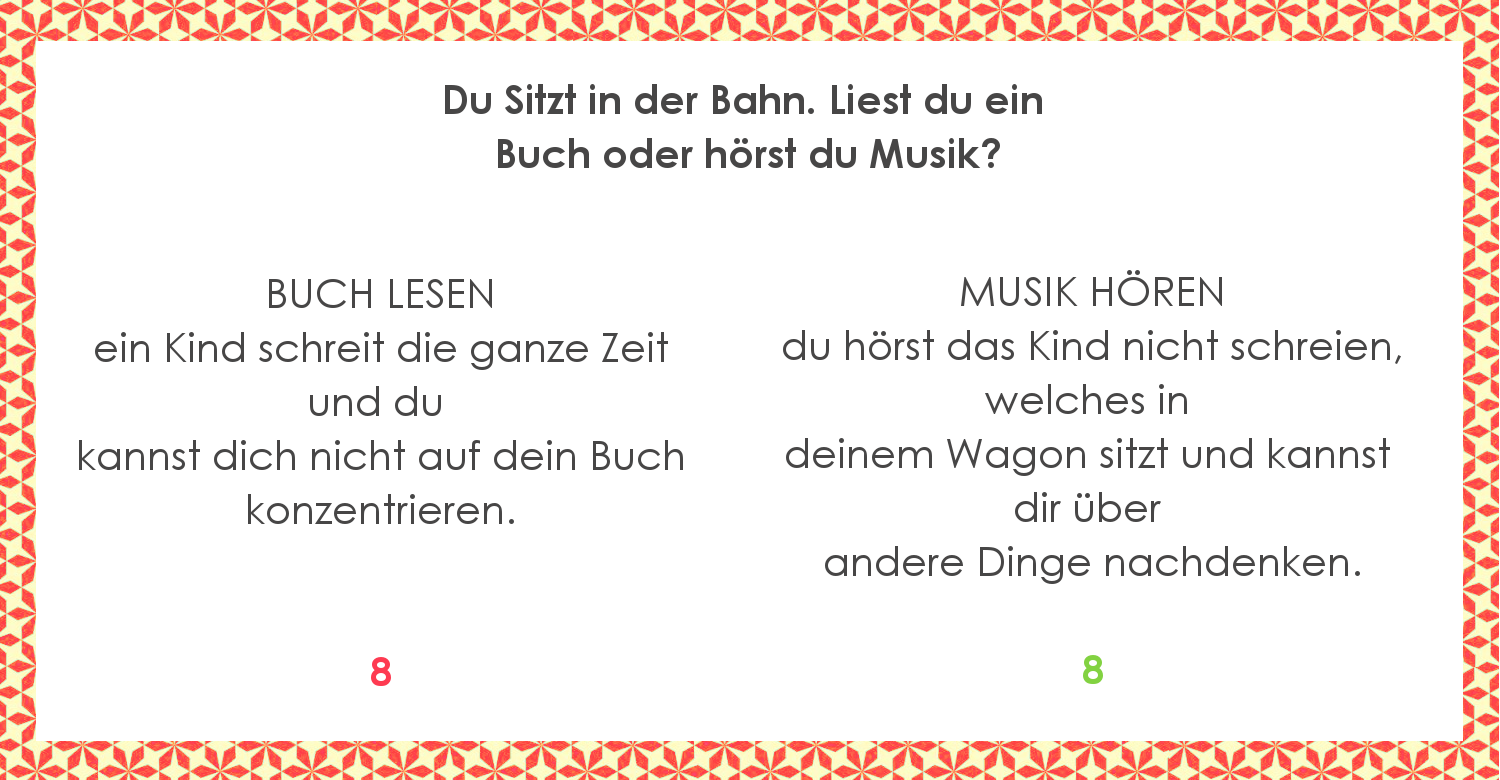 Du Sitzt in der Bahn. Liest du ein
Buch oder hörst du Musik?
BUCH LESEN
ein Kind schreit die ganze Zeit
und du
kannst dich nicht auf dein Buch
konzentrieren.
8
MUSIK HÖREN
du hörst das Kind nicht schreien,
welches in
deinem Wagon sitzt und kannst
dir über
andere Dinge nachdenken.
8